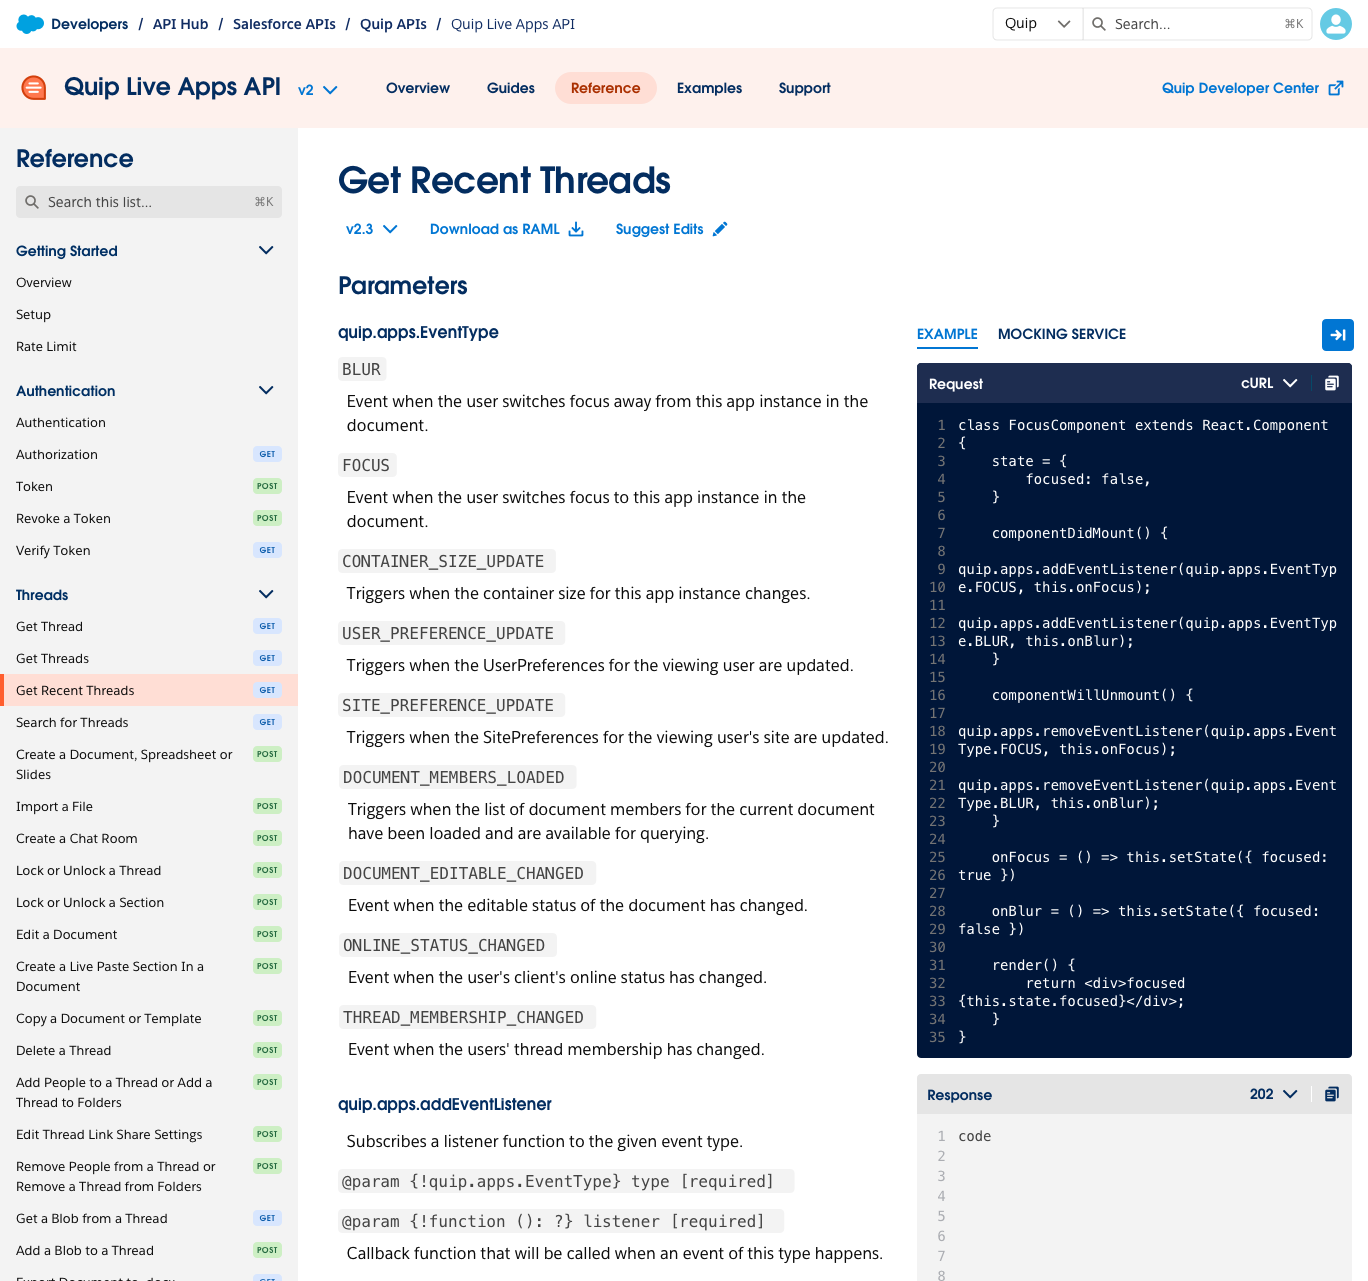 Developers / API Hub / Salesforce APIs / Quip APIs / Quip Live Apps API
Quip
Search...
⌘K
Quip Live Apps API
v2
Overview
Guides
Reference
Examples
Support
Quip Developer Center
Reference
Search this list...
⌘K
Getting Started
Overview
Setup
Rate Limit
Authentication
Authentication
Authorization GET
Token POST
Revoke a Token POST
Verify Token GET
Threads
Get Thread GET
Get Threads GET
Get Recent Threads GET
Search for Threads GET
Create a Document, Spreadsheet or POST
Slides
Import a File POST
Create a Chat Room POST
Lock or Unlock a Thread POST
Lock or Unlock a Section POST
Edit a Document POST
Create a Live Paste Section In a POST
Document
Copy a Document or Template POST
Delete a Thread POST
Add People to a Thread or Add a POST
Thread to Folders
Edit Thread Link Share Settings POST
Remove People from a Thread or POST
Remove a Thread from Folders
Get a Blob from a Thread GET
Add a Blob to a Thread POST
Get Recent Threads
v2.3
Download as RAML
Suggest Edits
Parameters
quip.apps.EventType
BLUR
Event when the user switches focus away from this app instance in the
document.
FOCUS
Event when the user switches focus to this app instance in the
document.
CONTAINER_SIZE_UPDATE
Triggers when the container size for this app instance changes.
USER_PREFERENCE_UPDATE
Triggers when the UserPreferences for the viewing user are updated.
SITE_PREFERENCE_UPDATE
Triggers when the SitePreferences for the viewing user's site are updated.
DOCUMENT_MEMBERS_LOADED
Triggers when the list of document members for the current document
have been loaded and are available for querying.
DOCUMENT_EDITABLE_CHANGED
Event when the editable status of the document has changed.
ONLINE_STATUS_CHANGED
Event when the user's client's online status has changed.
THREAD_MEMBERSHIP_CHANGED
Event when the users' thread membership has changed.
quip.apps.addEventListener
Subscribes a listener function to the given event type.
@param {!quip.apps.EventType} type [required]
@param {!function (): ?} listener [required]
Callback function that will be called when an event of this type happens.
EXAMPLE
MOCKING SERVICE
Request
cURL
1 class FocusComponent extends React.Component
2 {
3 state = {
4 focused: false,
5 }
6
7 componentDidMount() {
8
9 quip.apps.addEventListener(quip.apps.EventTyp
10 e.FOCUS, this.onFocus);
11
12 quip.apps.addEventListener(quip.apps.EventTyp
13 e.BLUR, this.onBlur);
14 }
15
16 componentWillUnmount() {
17
18 quip.apps.removeEventListener(quip.apps.Event
19 Type.FOCUS, this.onFocus);
20
21 quip.apps.removeEventListener(quip.apps.Event
22 Type.BLUR, this.onBlur);
23 }
24
25 onFocus = () => this.setState({ focused:
26 true })
27
28 onBlur = () => this.setState({ focused:
29 false })
30
31 render() {
32 return <div>focused
33 {this.state.focused}</div>;
34 }
35 }
Response
202
1 code
2
3
4
5
6
7
8